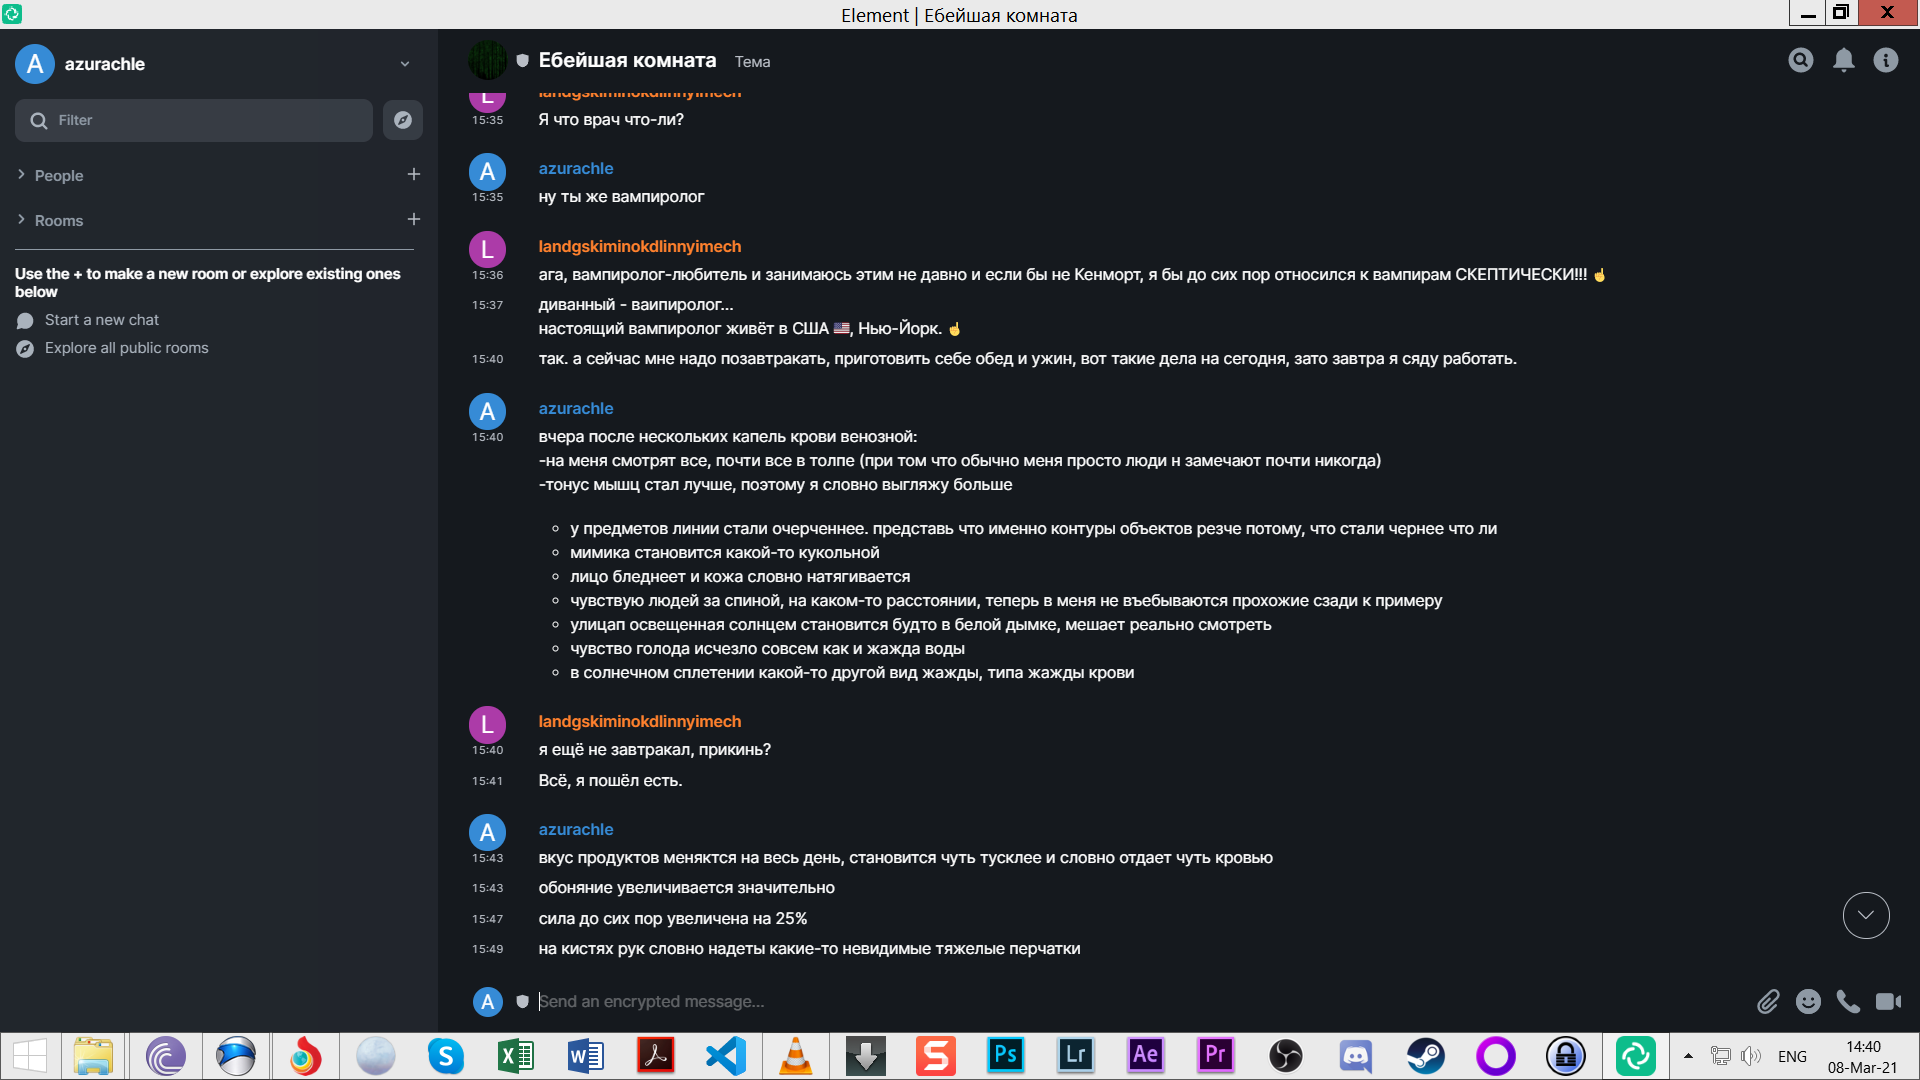 Element | Ебейшая комната
A
azurachle
Filter
People
Rooms
Use the + to make a new room or explore existing ones
below
Start a new chat
Explore all public rooms
Ебейшая комната
Тема
L
landgskiminokdlinnyimech
15:35
Я что врач что-ли?
A
azurachle
15:35
ну ты же вампиролог
L
landgskiminokdlinnyimech
15:36
ага, вампиролог-любитель и занимаюсь этим не давно и если бы не Кенморт, я бы до сих пор относился к вампирам СКЕПТИЧЕСКИ!!! ☝
15:37
диванный - ваипиролог...
настоящий вампиролог живёт в США 🇺🇸, Нью-Йорк. ☝
15:40
так. а сейчас мне надо позавтракать, приготовить себе обед и ужин, вот такие дела на сегодня, зато завтра я сяду работать.
A
azurachle
15:40
вчера после нескольких капель крови венозной:
-на меня смотрят все, почти все в толпе (при том что обычно меня просто люди н замечают почти никогда)
-тонус мышц стал лучше, поэтому я словно выгляжу больше
у предметов линии стали очерченнее. представь что именно контуры объектов резче потому, что стали чернее что ли
мимика становится какой-то кукольной
лицо бледнеет и кожа словно натягивается
чувствую людей за спиной, на каком-то расстоянии, теперь в меня не въебываются прохожие сзади к примеру
улицап освещенная солнцем становится будто в белой дымке, мешает реально смотреть
чувство голода исчезло совсем как и жажда воды
в солнечном сплетении какой-то другой вид жажды, типа жажды крови
L
landgskiminokdlinnyimech
15:40
я ещё не завтракал, прикинь?
15:41
Всё, я пошёл есть.
A
azurachle
15:43
вкус продуктов меняктся на весь день, становится чуть тусклее и словно отдает чуть кровью
15:43
обоняние увеличивается значительно
15:47
сила до сих пор увеличена на 25%
15:49
на кистях рук словно надеты какие-то невидимые тяжелые перчатки
A
Send an encrypted message...
Ps
Lr
Ae
Pr
ENG
14:40
08-Mar-21